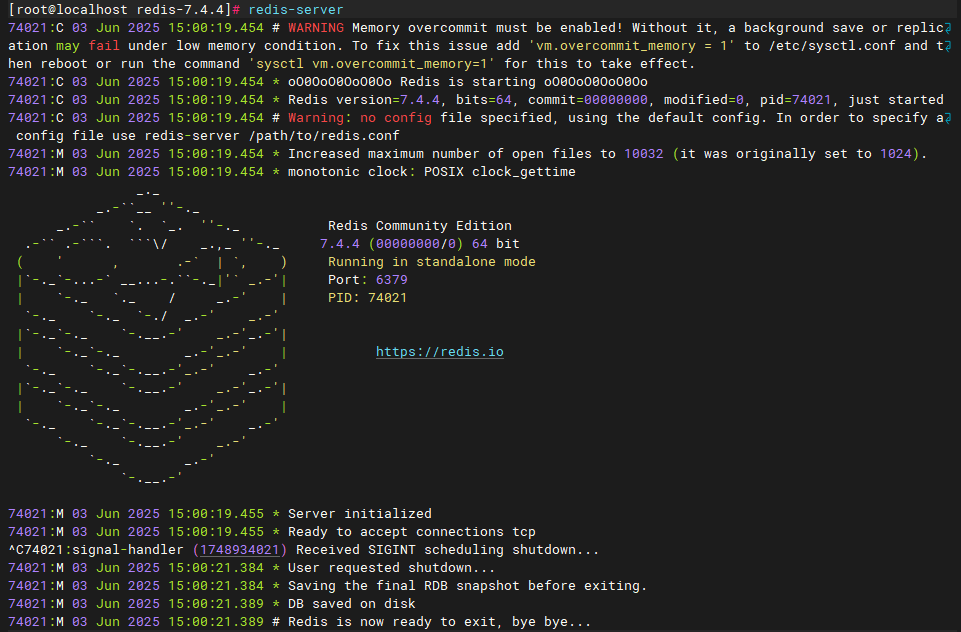 [root@localhost redis-7.4.4]# redis-server
74021:C 03 Jun 2025 15:00:19.454 # WARNING Memory overcommit must be enabled! Without it, a background save or replic
ation may fail under low memory condition. To fix this issue add 'vm.overcommit_memory = 1' to /etc/sysctl.conf and t
hen reboot or run the command 'sysctl vm.overcommit_memory=1' for this to take effect.
74021:C 03 Jun 2025 15:00:19.454 * oO0OoO0OoO0Oo Redis is starting oO0OoO0OoO0Oo
74021:C 03 Jun 2025 15:00:19.454 * Redis version=7.4.4, bits=64, commit=00000000, modified=0, pid=74021, just started
74021:C 03 Jun 2025 15:00:19.454 # Warning: no config file specified, using the default config. In order to specify a
 config file use redis-server /path/to/redis.conf
74021:M 03 Jun 2025 15:00:19.454 * Increased maximum number of open files to 10032 (it was originally set to 1024).
74021:M 03 Jun 2025 15:00:19.454 * monotonic clock: POSIX clock_gettime
Redis Community Edition
7.4.4 (00000000/0) 64 bit
Running in standalone mode
Port: 6379
PID: 74021
https://redis.io
74021:M 03 Jun 2025 15:00:19.455 * Server initialized
74021:M 03 Jun 2025 15:00:19.455 * Ready to accept connections tcp
^C74021:signal-handler (1748934021) Received SIGINT scheduling shutdown...
74021:M 03 Jun 2025 15:00:21.384 * User requested shutdown...
74021:M 03 Jun 2025 15:00:21.384 * Saving the final RDB snapshot before exiting.
74021:M 03 Jun 2025 15:00:21.389 * DB saved on disk
74021:M 03 Jun 2025 15:00:21.389 # Redis is now ready to exit, bye bye...